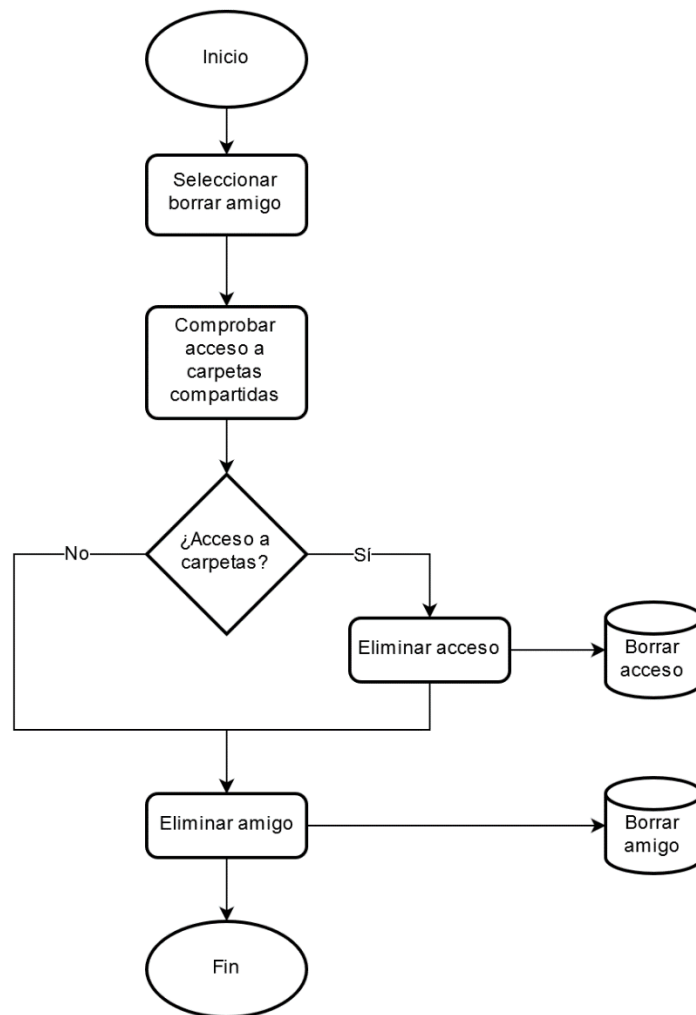 Inicio
Seleccionar
borrar amigo
Comprobar
acceso a
carpetas
compartidas
¿Acceso a
carpetas?
No
Sí
Eliminar acceso
Borrar
acceso
Eliminar amigo
Borrar
amigo
Fin